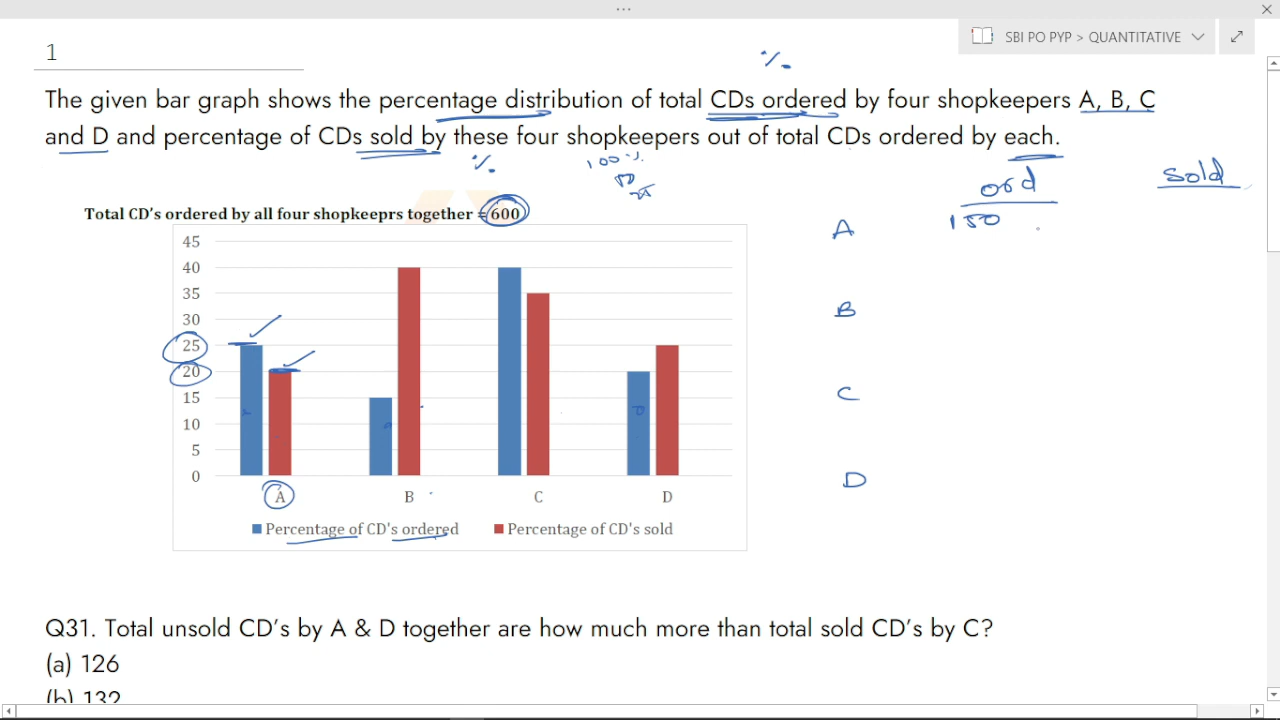 SBI PO PYP > QUANTITATIVE
1
%
The given bar graph shows the percentage distribution of total CDs ordered by four shopkeepers A, B, C
and D and percentage of CDs sold by these four shopkeepers out of total CDs ordered by each.
%
100%
ord
sold
Total CD's ordered by all four shopkeeprs together = 600
A 150
B
C
D
45
40
35
30
25
20
15
10
5
0
A B C D
Percentage of CD's ordered Percentage of CD's sold
Q31. Total unsold CD's by A & D together are how much more than total sold CD's by C?
(a) 126
(b) 132